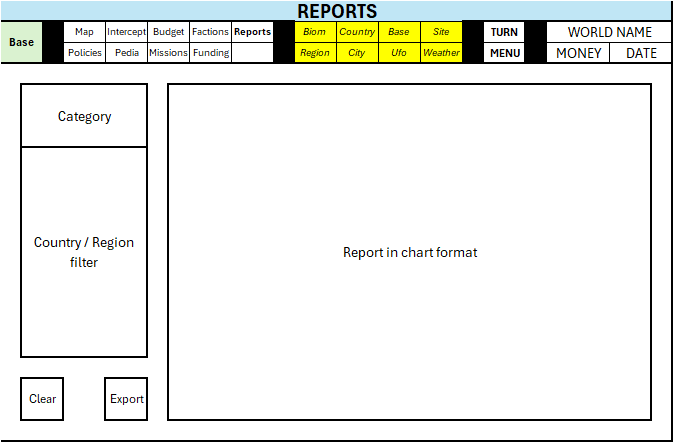 REPORTS
Base
Map Intercept Budget Factions Reports
Policies Pedia Missions Funding
Biom Country Base Site
Region City Ufo Weather
TURN
MENU
WORLD NAME
MONEY DATE
Category
Country / Region
filter
Report in chart format
Clear
Export